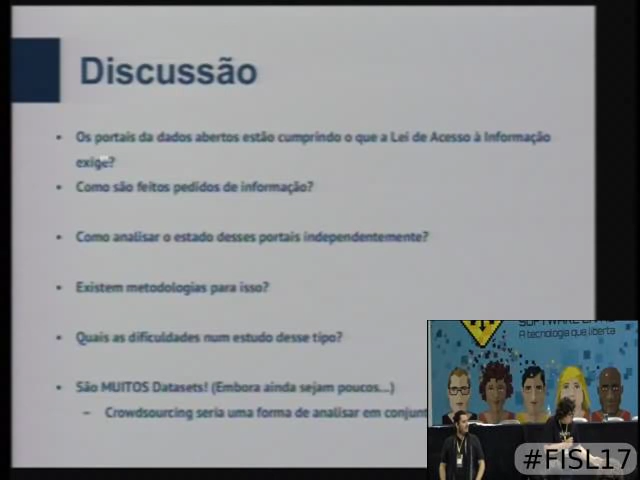 Discussão
• Os portais da dados abertos estão cumprindo o que a Lei de Acesso à Informação
exige?
• Como são feitos pedidos de informação?
• Como analisar o estado desses portais independentemente?
• Existem metodologias para isso?
• Quais as dificuldades num estudo desse tipo?
• São MUITOS Datasets! (Embora ainda sejam poucos...)
– Crowdsourcing seria uma forma de analisar em conjunt
SOFTWARE
A tecnologia que liberta
#FISL17